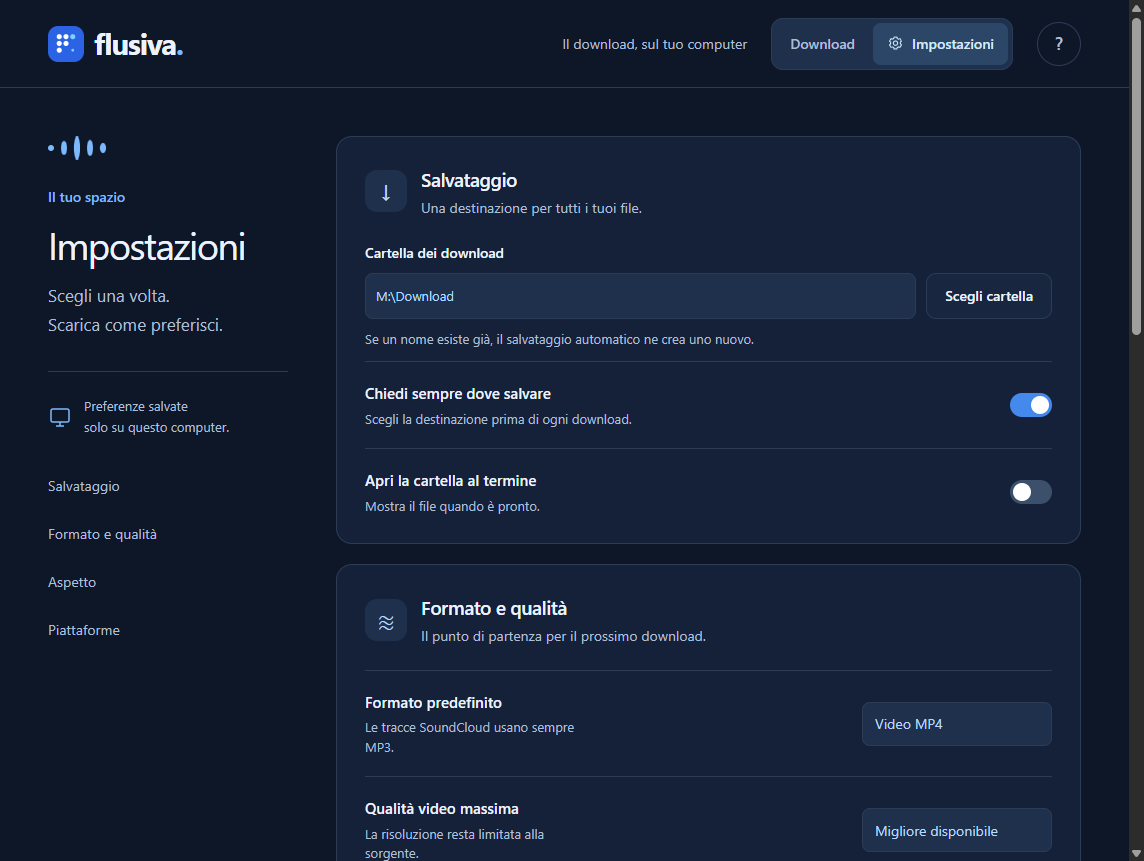 flusiva.
Il download, sul tuo computer
Download
Impostazioni
?
Il tuo spazio
Impostazioni
Scegli una volta.
Scarica come preferisci.
Preferenze salvate
solo su questo computer.
Salvataggio
Formato e qualità
Aspetto
Piattaforme
Salvataggio
Una destinazione per tutti i tuoi file.
Cartella dei download
M:\Download
Scegli cartella
Se un nome esiste già, il salvataggio automatico ne crea uno nuovo.
Chiedi sempre dove salvare
Scegli la destinazione prima di ogni download.
Apri la cartella al termine
Mostra il file quando è pronto.
Formato e qualità
Il punto di partenza per il prossimo download.
Formato predefinito
Le tracce SoundCloud usano sempre
MP3.
Video MP4
Qualità video massima
La risoluzione resta limitata alla
sorgente.
Migliore disponibile